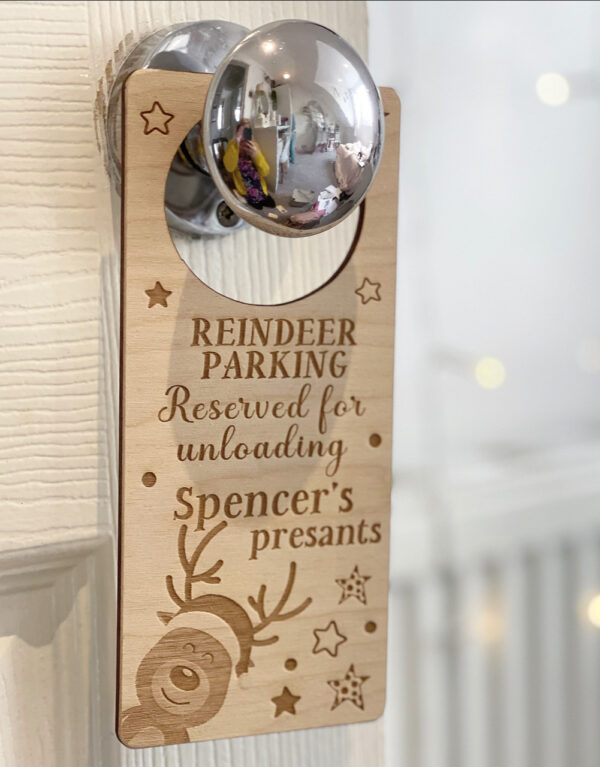 REINDEER
PARKING
Reserved for
unloading
Spencer's
presants